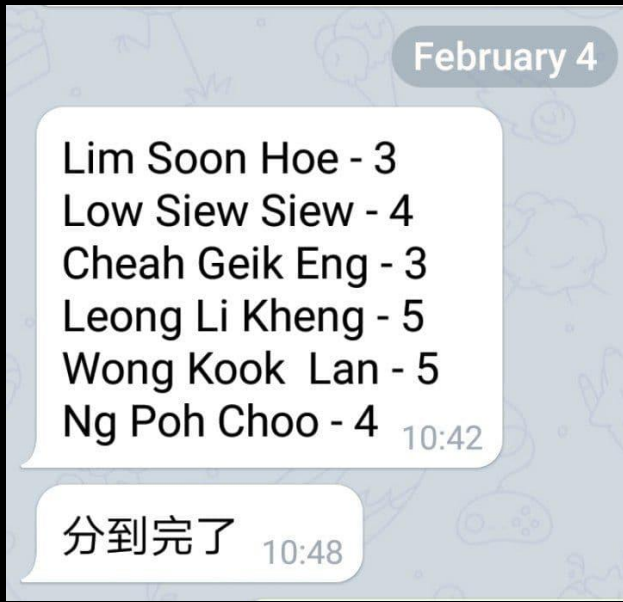 February 4
Lim Soon Hoe - 3
Low Siew Siew - 4
Cheah Geik Eng - 3
Leong Li Kheng - 5
Wong Kook  Lan - 5
Ng Poh Choo - 4 10:42
分到完了 10:48